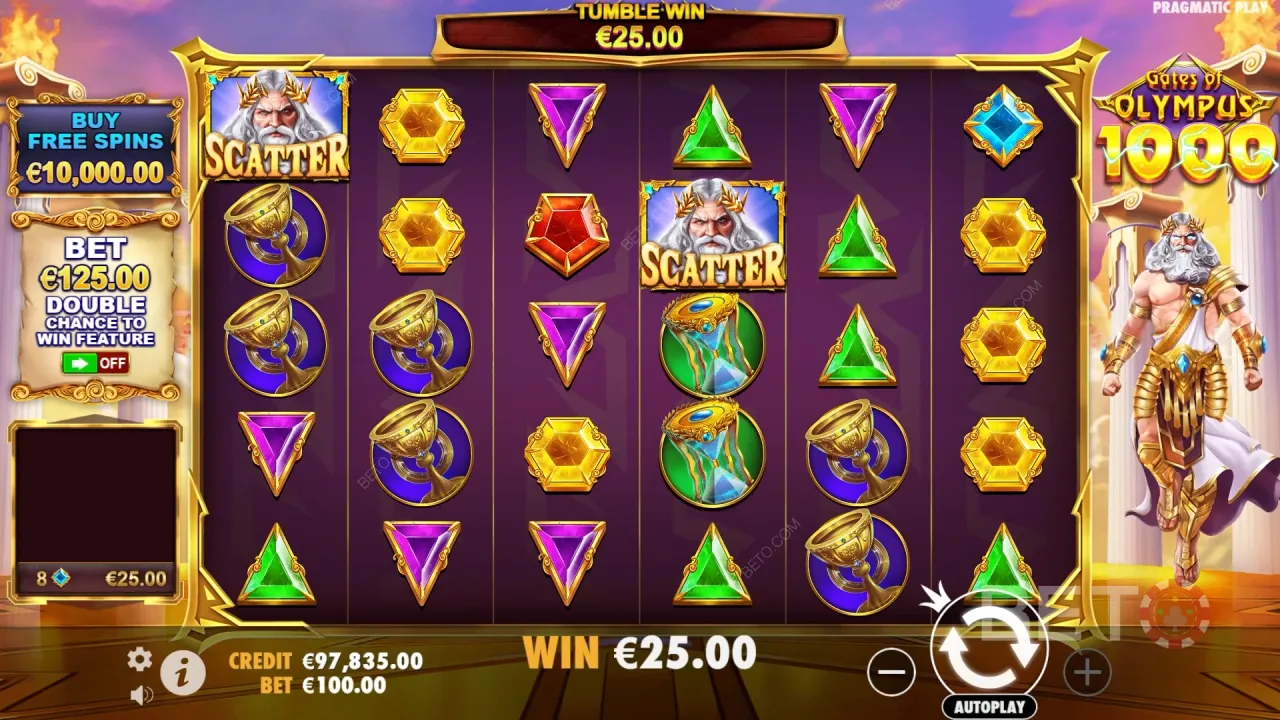 TUMBLE WIN
€25.00
PRAGMATIC PLAY
BUY
FREE SPINS
€10,000.00
BET
€125.00
DOUBLE
CHANCE TO
WIN FEATURE
OFF
8 €25.00
SCATTER
SCATTER
Gates of
OLYMPUS
1000
BETO.COM
BETO
WIN €25.00
CREDIT €97,835.00
BET €100.00
AUTOPLAY